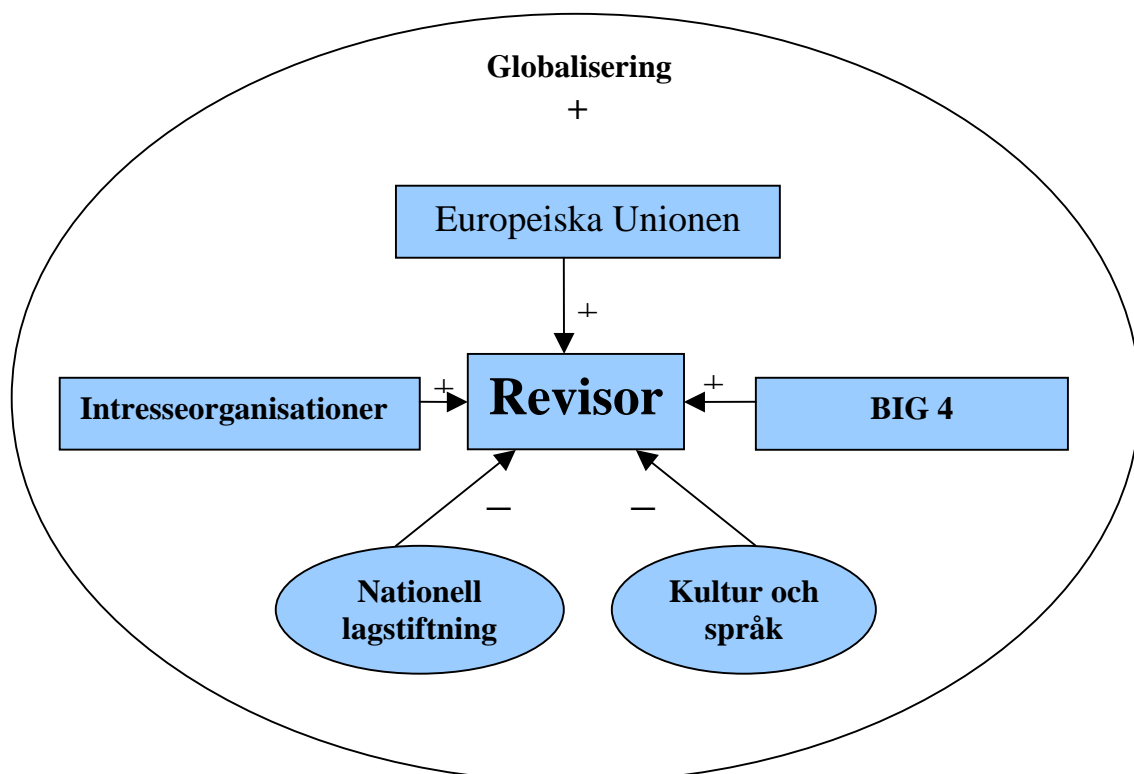 Globalisering
+
Europeiska Unionen
+
Intresseorganisationer
+
Revisor
+
BIG 4
–
–
Nationell
lagstiftning
Kultur och
språk